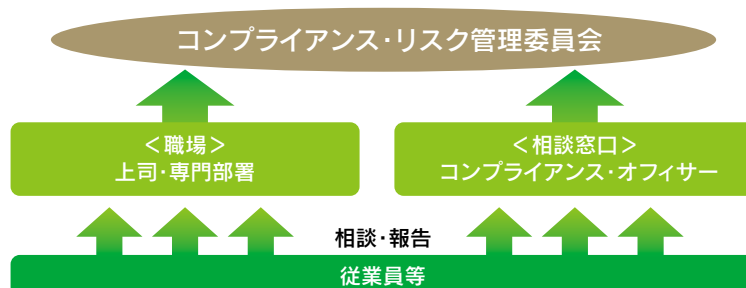 コンプライアンス・リスク管理委員会
＜職場＞
上司・専門部署
＜相談窓口＞
コンプライアンス・オフィサー
相談・報告
従業員等